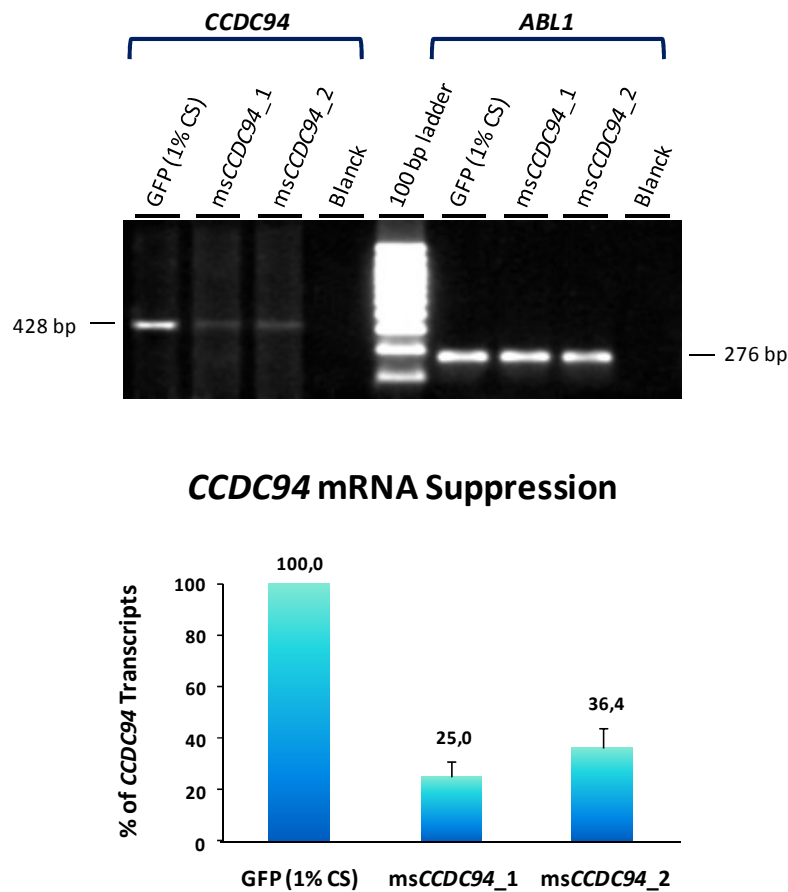 CCDC94 ABL1
GFP (1% CS)
msCCDC94_1
msCCDC94_2
Blanck
100 bp ladder
GFP (1% CS)
msCCDC94_1
msCCDC94_2
Blanck
428 bp
276 bp
CCDC94 mRNA Suppression
% of CCDC94 Transcripts
100
80
60
40
20
0
100,0
25,0
36,4
GFP (1% CS) msCCDC94_1 msCCDC94_2